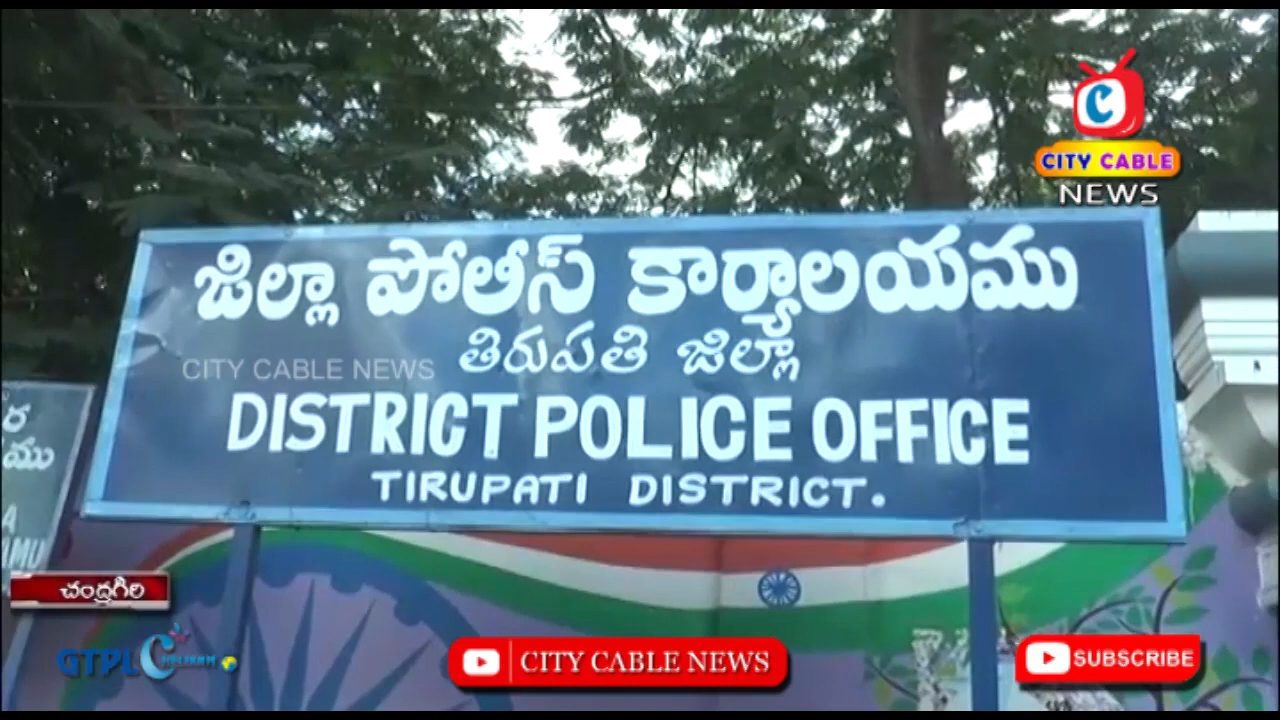 CITY CABLE
NEWS
జిల్లా పోలీస్ కార్యాలయము
తిరుపతి జిల్లా
CITY CABLE NEWS
DISTRICT POLICE OFFICE
TIRUPATI DISTRICT.
చంద్రగిరి
GTPL
CITY CABLE NEWS
SUBSCRIBE